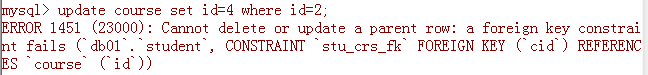 mysql> update course set id=4 where id=2;
ERROR 1451 (23000): Cannot delete or update a parent row: a foreign key constrai
nt fails (`db01`.`student`, CONSTRAINT `stu_crs_fk` FOREIGN KEY (`cid`) REFERENC
ES `course` (`id`))